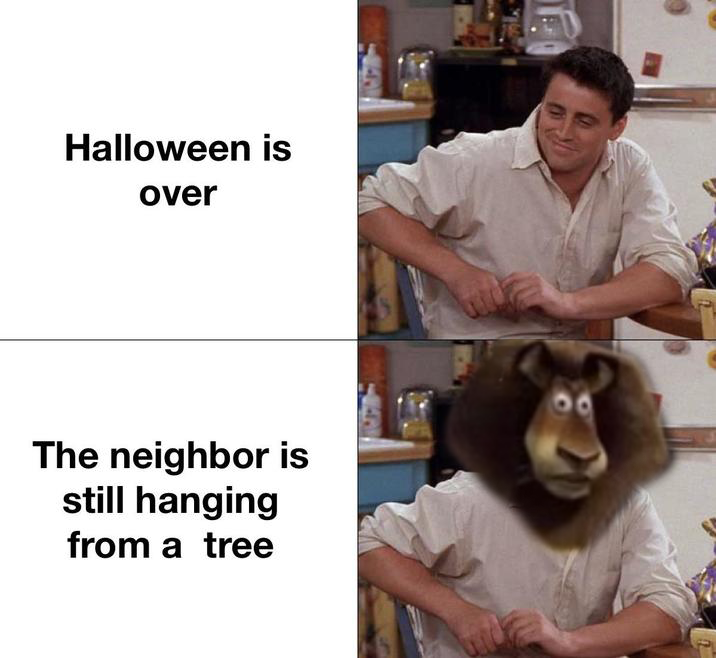 Halloween is
over
The neighbor is
still hanging
from a  tree